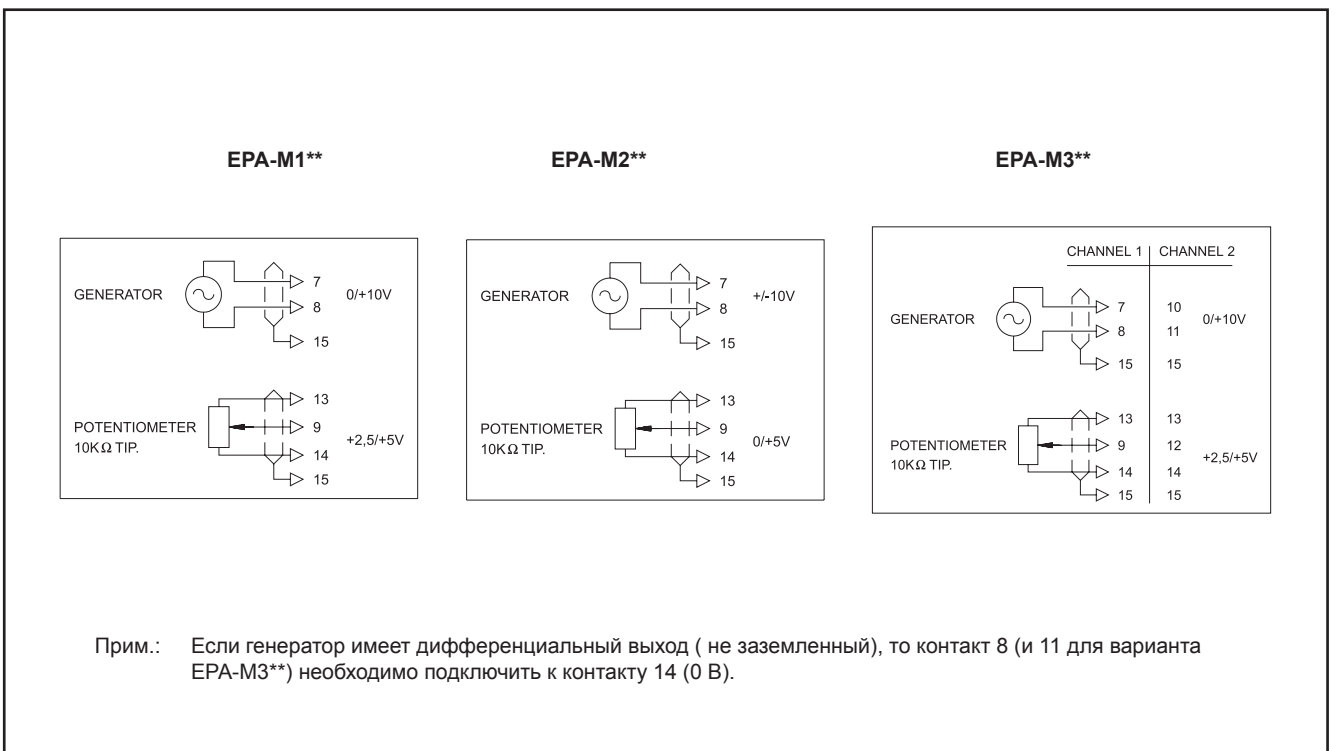 EPA-M1**
EPA-M2**
EPA-M3**
GENERATOR
7
8
15
0/+10V
POTENTIOMETER
10KΩ TIP.
13
9
14
15
+2,5/+5V
GENERATOR
7
8
15
+/-10V
POTENTIOMETER
10KΩ TIP.
13
9
14
15
0/+5V
CHANNEL 1 CHANNEL 2
GENERATOR
7 10
8 11
15 15
0/+10V
POTENTIOMETER
10KΩ TIP.
13 13
9 12
14 14
15 15
+2,5/+5V
Прим.: Если генератор имеет дифференциальный выход ( не заземленный), то контакт 8 (и 11 для варианта
EPA-M3**) необходимо подключить к контакту 14 (0 В).